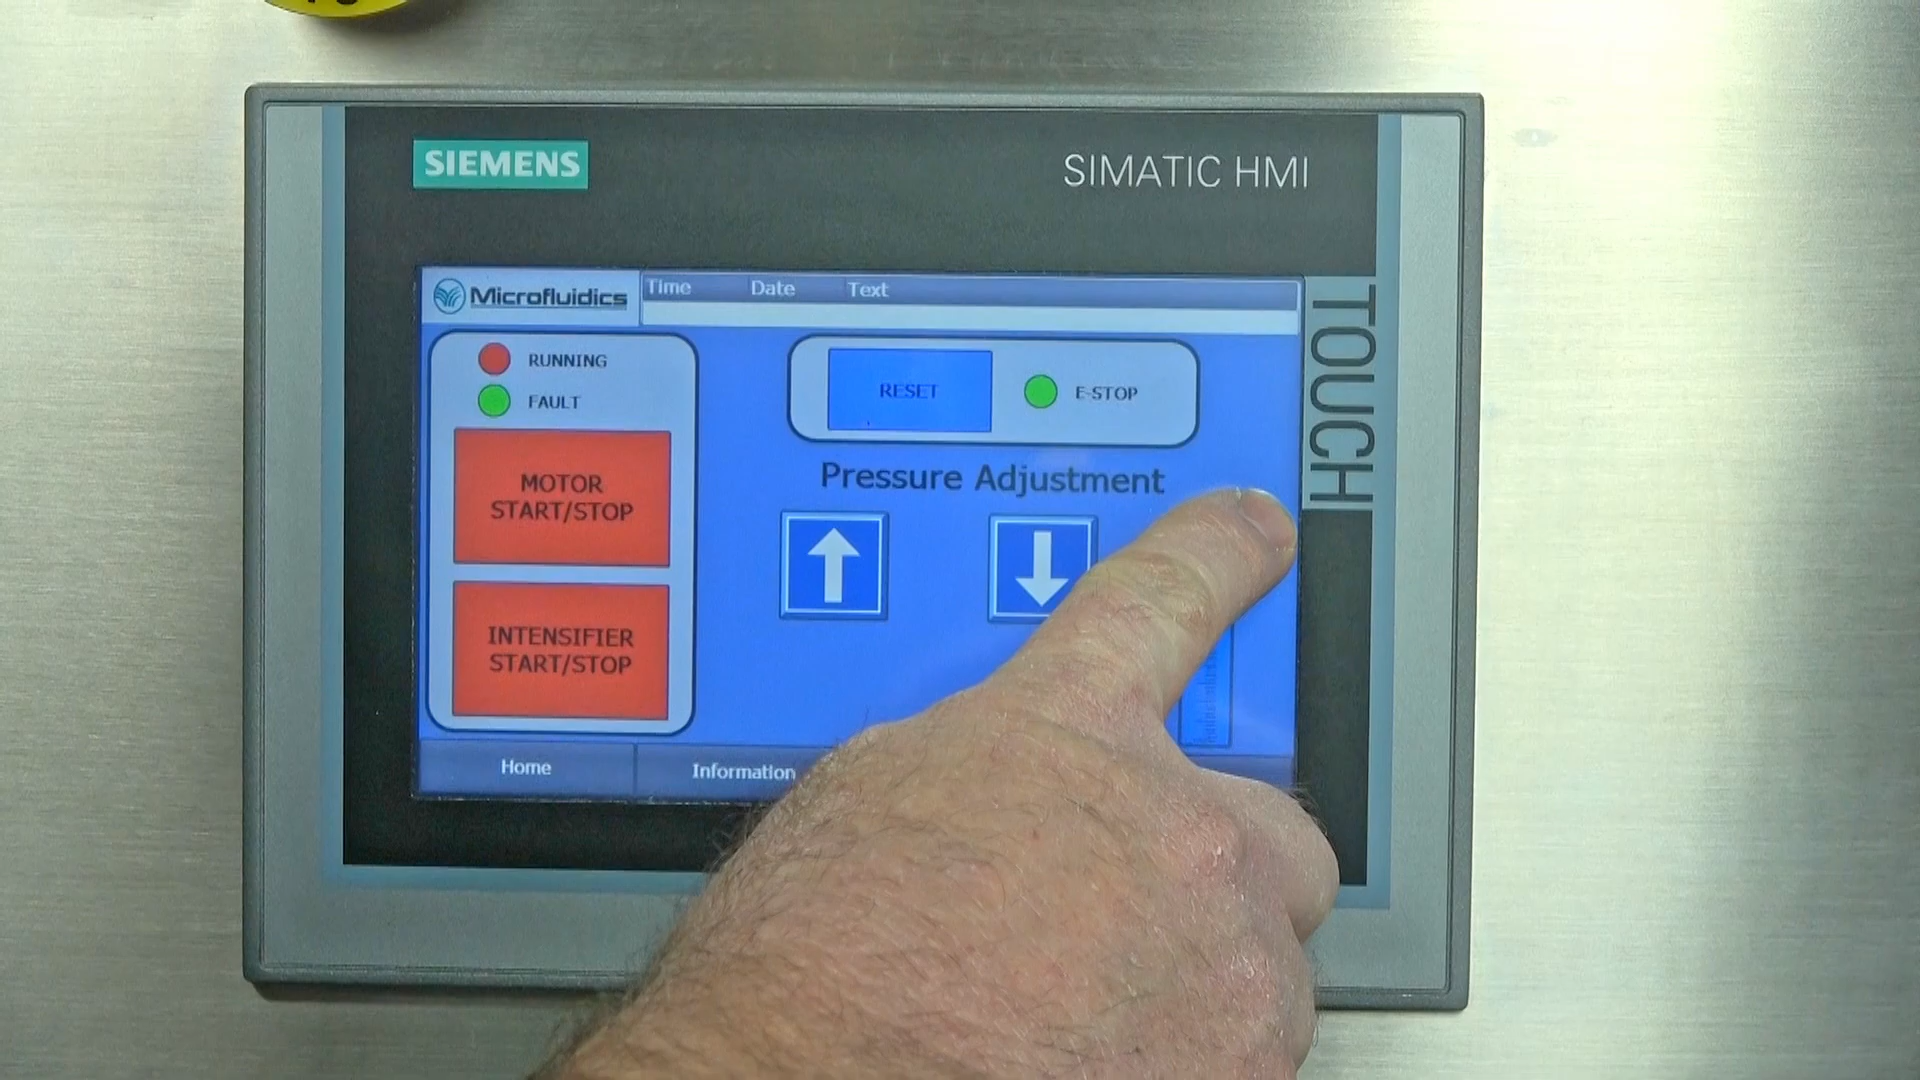 SIEMENS
SIMATIC HMI
TOUCH
Microfluidics
Time Date Text
RUNNING
FAULT
RESET
E-STOP
MOTOR
START/STOP
Pressure Adjustment
INTENSIFIER
START/STOP
Home
Information